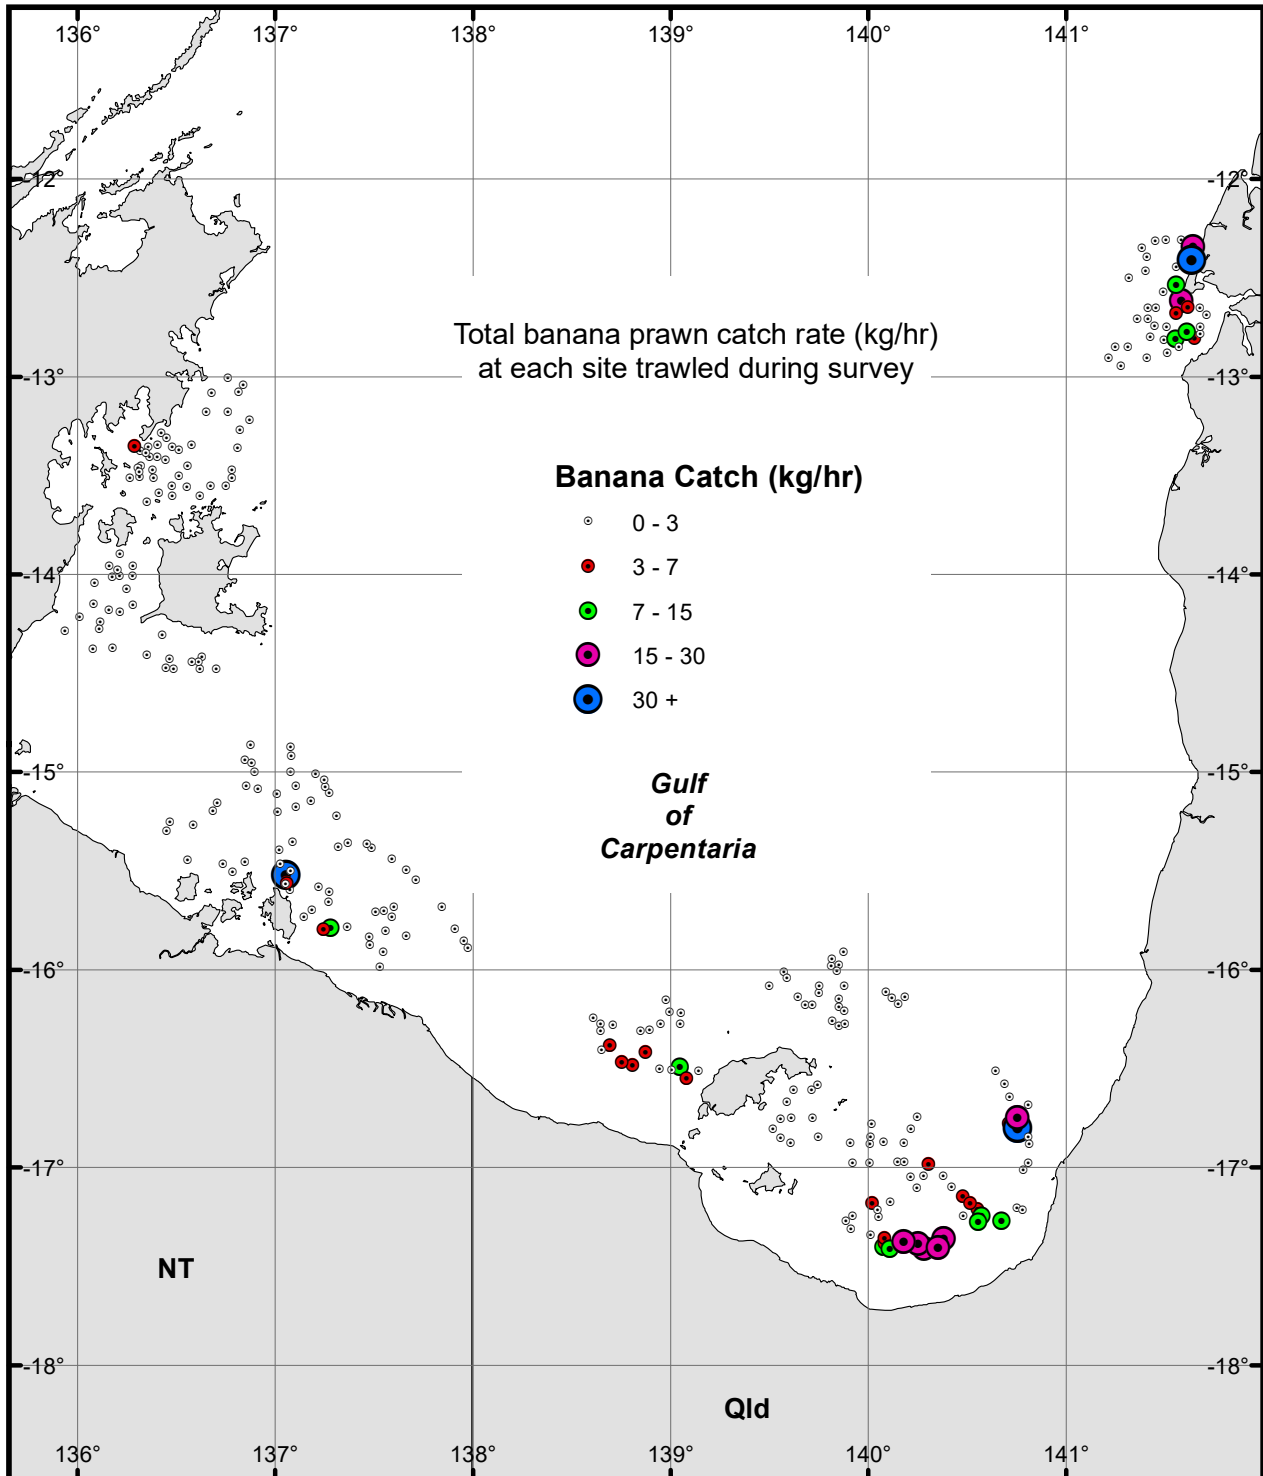 136° 137° 138° 139° 140° 141°
-12° -12°
Total banana prawn catch rate (kg/hr)
at each site trawled during survey
-13° -13°
Banana Catch (kg/hr)
0 - 3
3 - 7
-14° -14°
7 - 15
15 - 30
30 +
-15° -15°
Gulf
of
Carpentaria
-16° -16°
-17° -17°
NT
-18° -18°
Qld
136° 137° 138° 139° 140° 141°